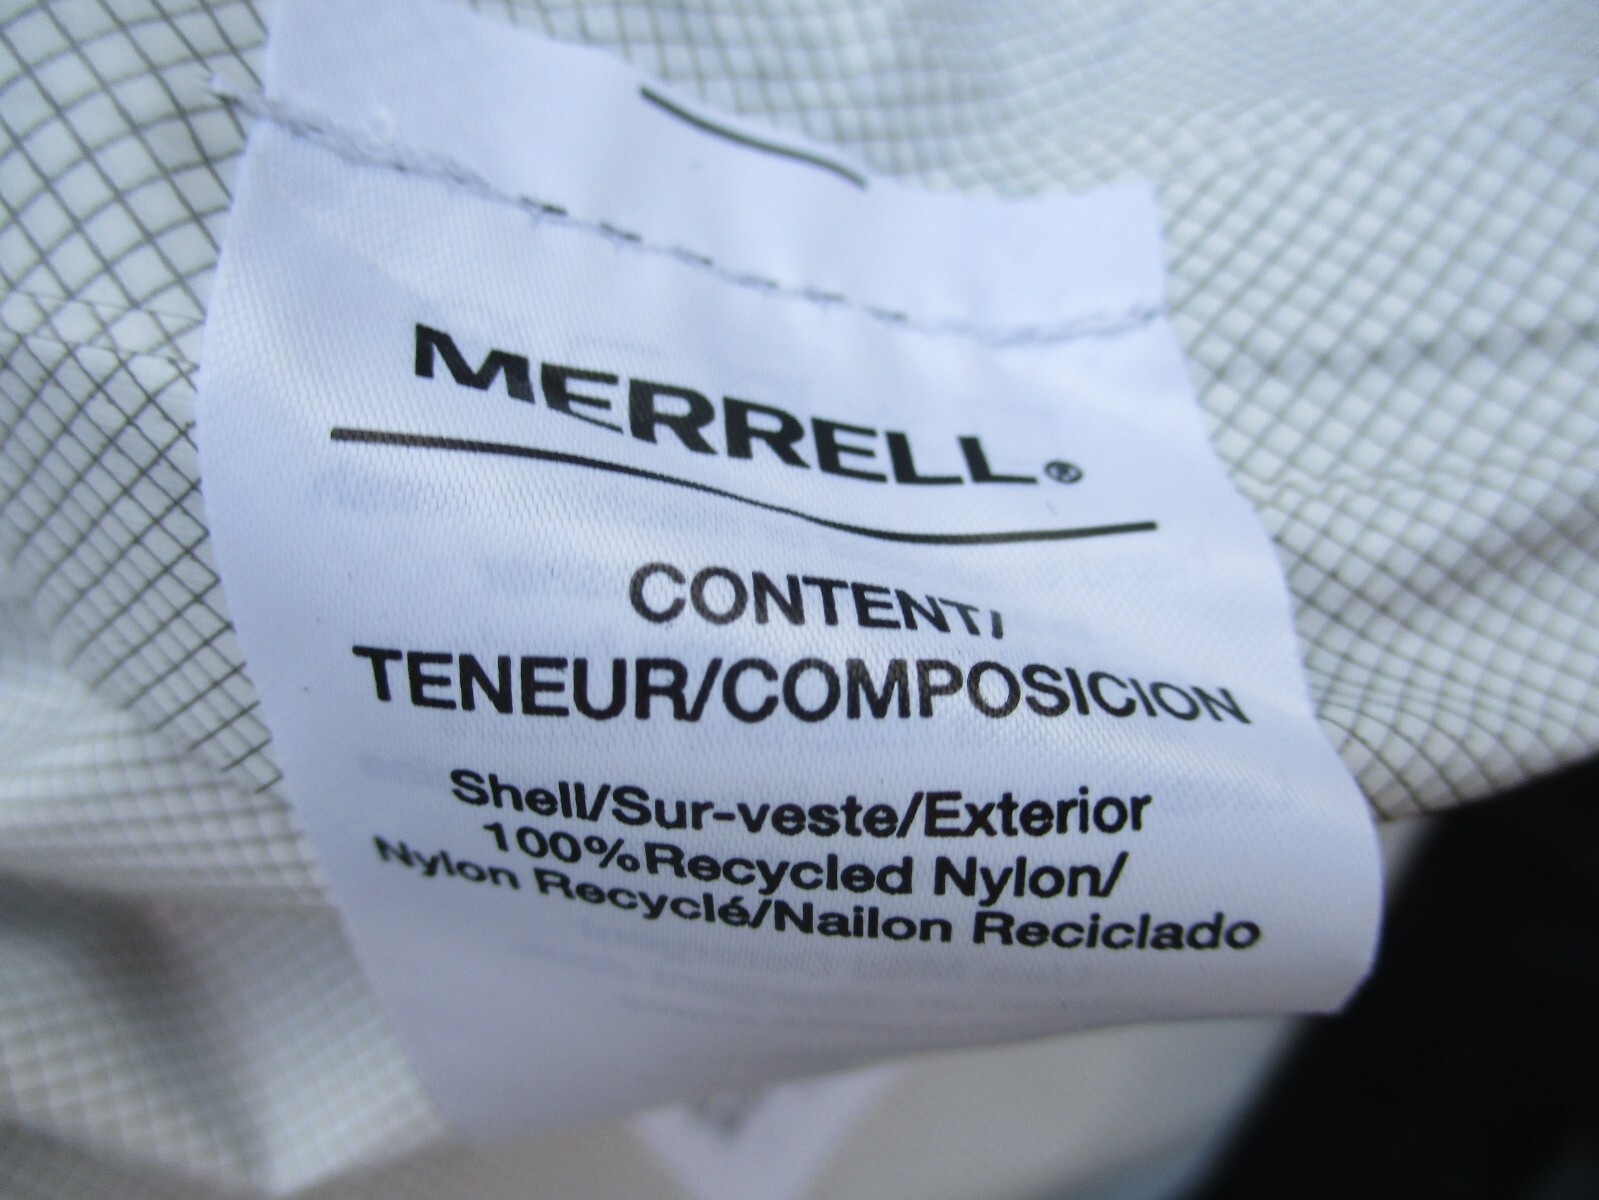 MERRELL®
CONTENT/
TENEUR/COMPOSICION
Shell/Sur-veste/Exterior
100%Recycled Nylon/
Nylon Recyclé/Nailon Reciclado